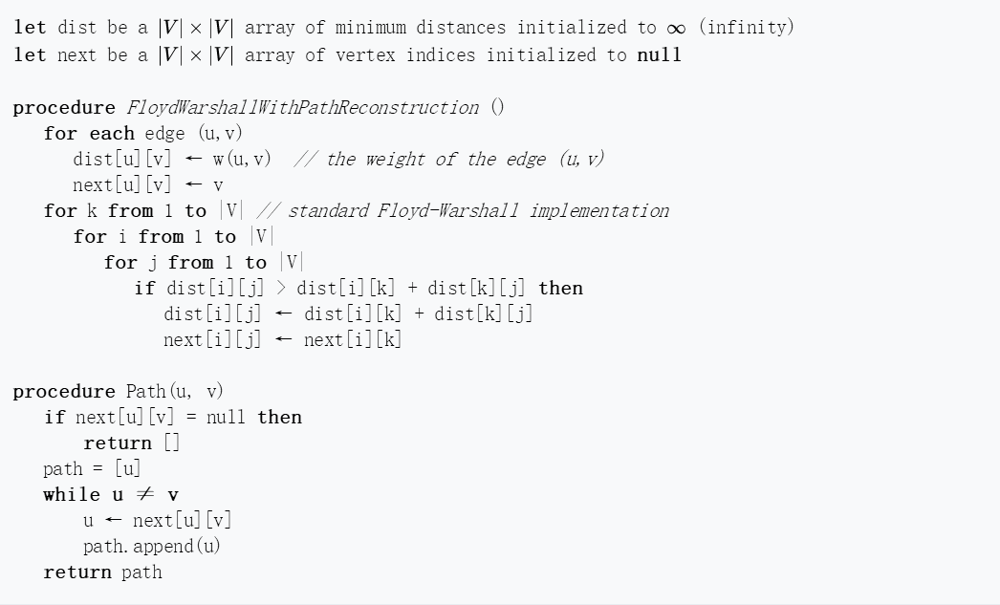 let dist be a |V| × |V| array of minimum distances initialized to ∞ (infinity)
let next be a |V| × |V| array of vertex indices initialized to null
procedure FloydWarshallWithPathReconstruction ()
for each edge (u,v)
dist[u][v] ← w(u,v) // the weight of the edge (u,v)
next[u][v] ← v
for k from 1 to |V| // standard Floyd-Warshall implementation
for i from 1 to |V|
for j from 1 to |V|
if dist[i][j] > dist[i][k] + dist[k][j] then
dist[i][j] ← dist[i][k] + dist[k][j]
next[i][j] ← next[i][k]
procedure Path(u, v)
if next[u][v] = null then
return []
path = [u]
while u ≠ v
u ← next[u][v]
path.append(u)
return path